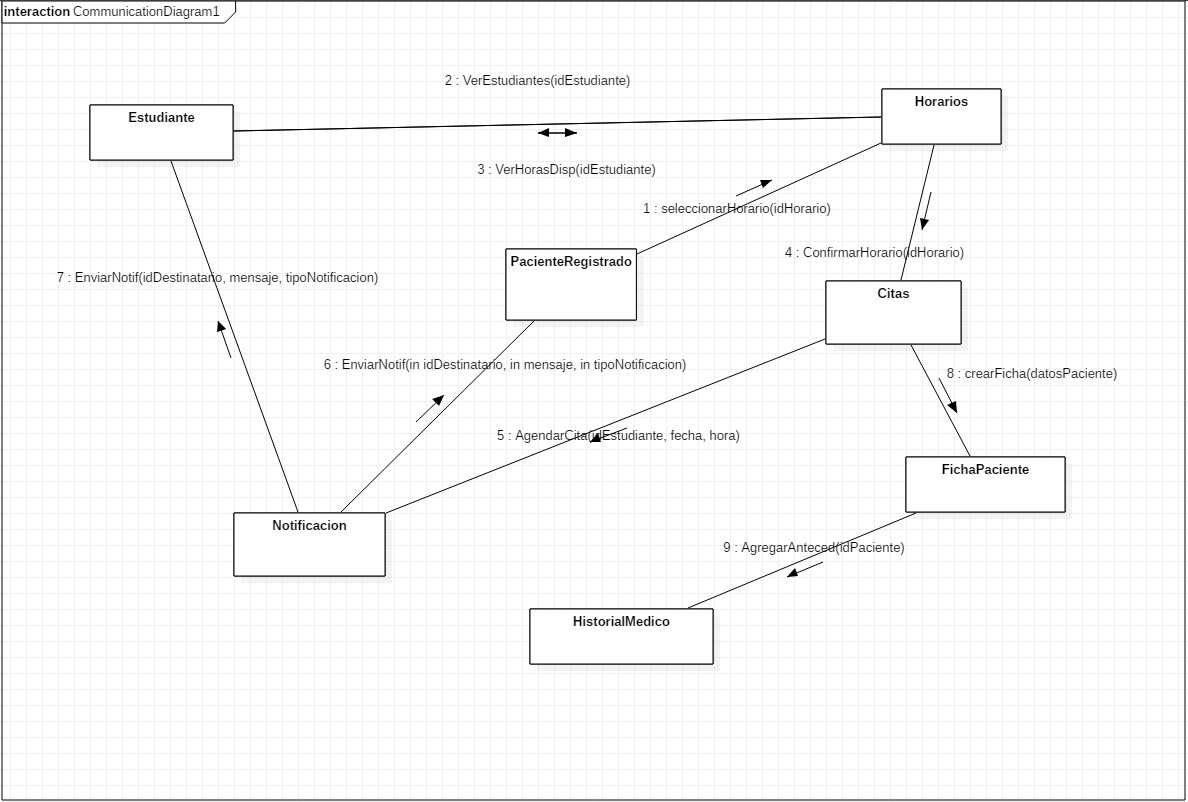 interaction CommunicationDiagram1
2 : VerEstudiantes(idEstudiante)
Estudiante
Horarios
3 : VerHorasDisp(idEstudiante)
1 : seleccionarHorario(idHorario)
4 : ConfirmarHorario(idHorario)
PacienteRegistrado
7 : EnviarNotif(idDestinatario, mensaje, tipoNotificacion)
Citas
6 : EnviarNotif(in idDestinatario, in mensaje, in tipoNotificacion)
8 : crearFicha(datosPaciente)
5 : AgendarCita(idEstudiante, fecha, hora)
FichaPaciente
Notificacion
9 : AgregarAnteced(idPaciente)
HistorialMedico